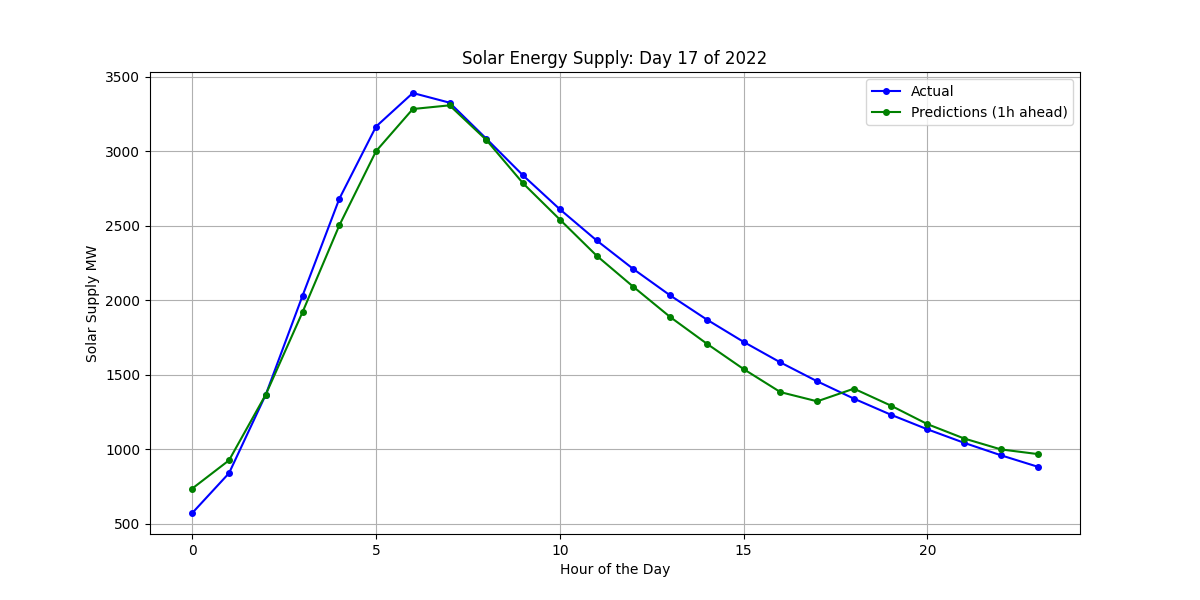 Solar Energy Supply: Day 17 of 2022
Actual
Predictions (1h ahead)
3500
3000
2500
2000
1500
1000
500
Solar Supply MW
0 5 10 15 20
Hour of the Day